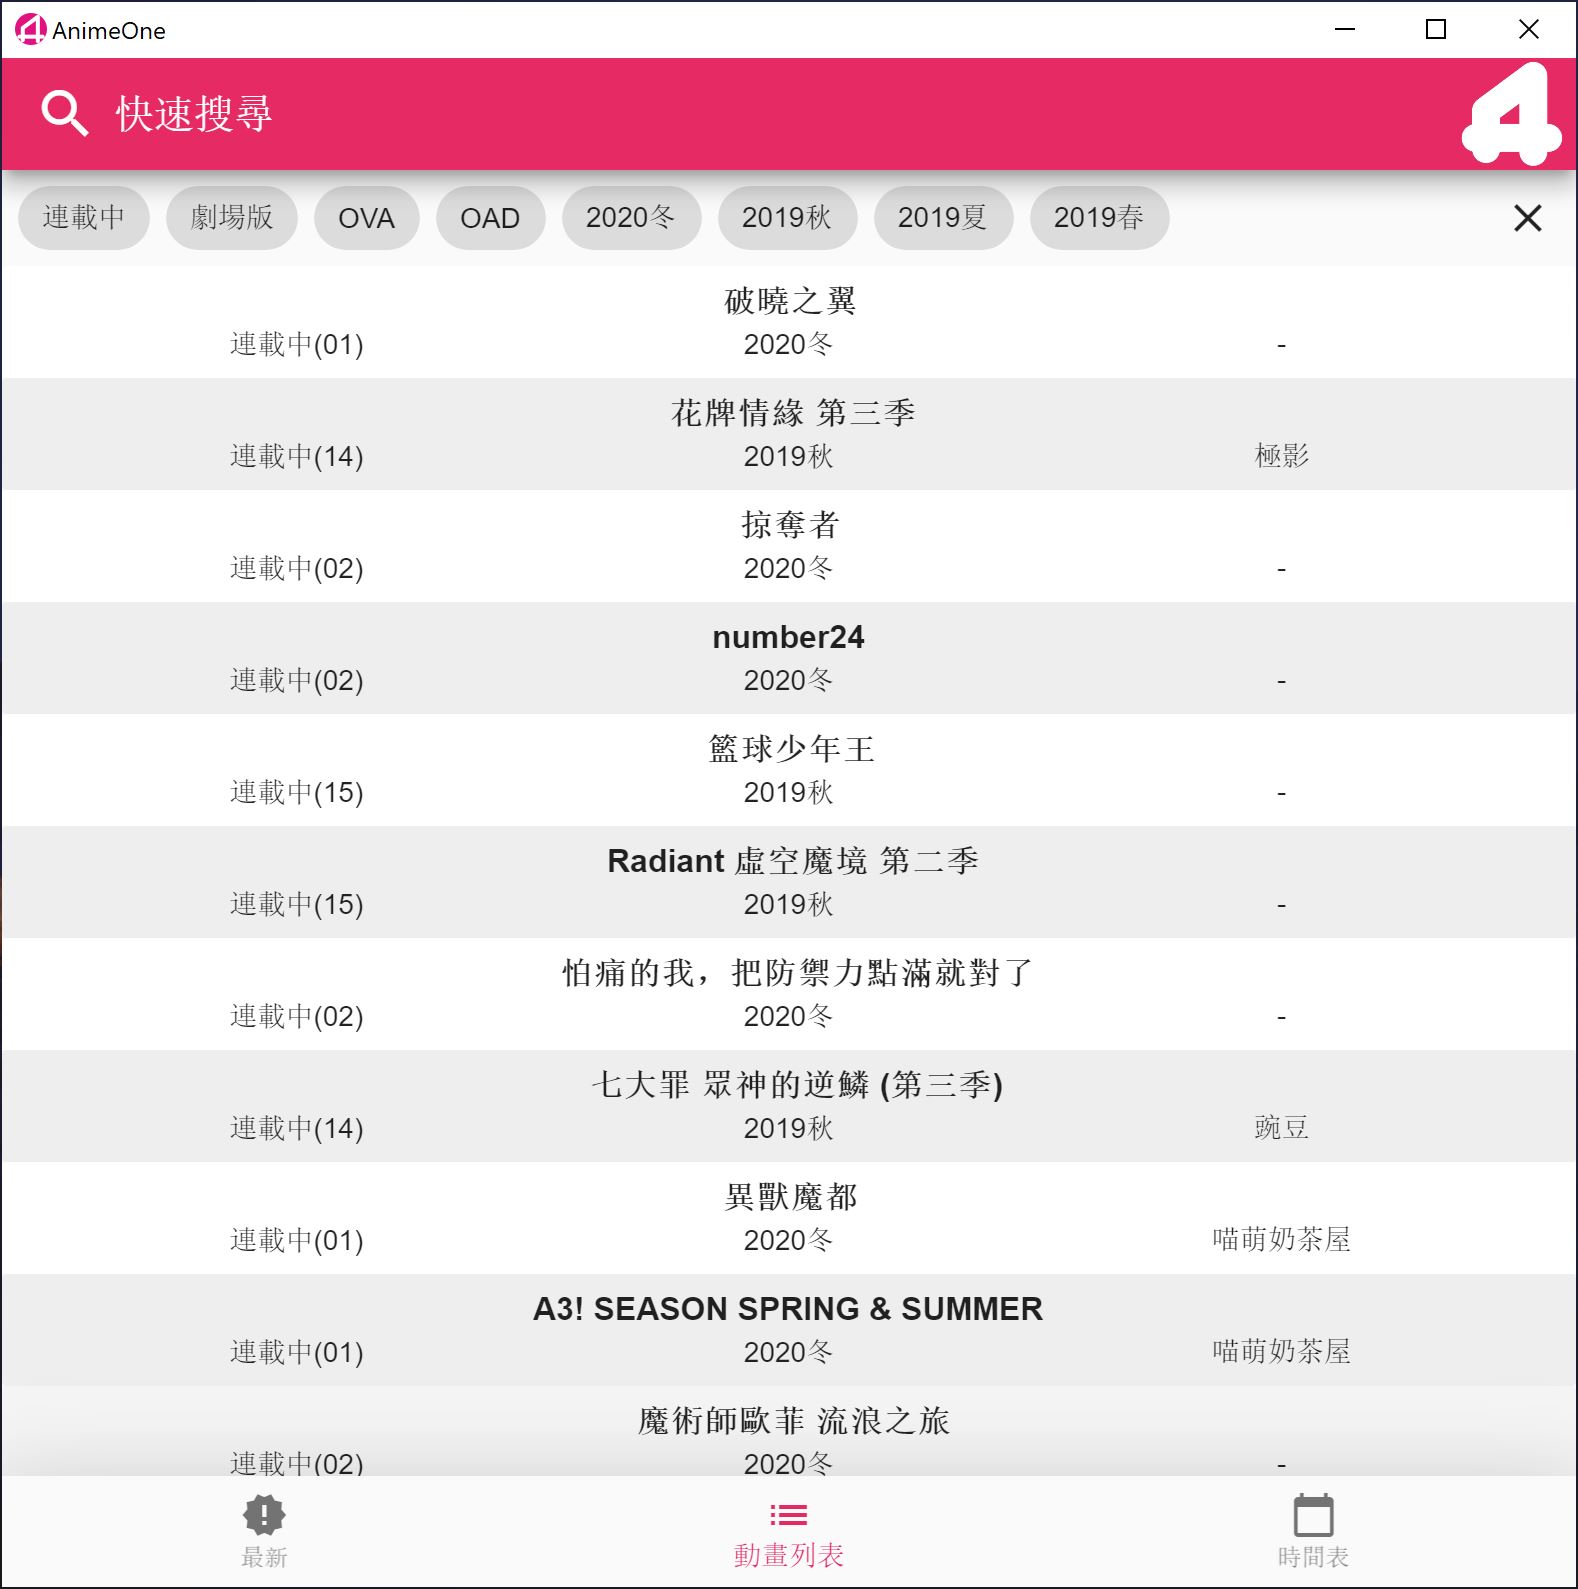 AnimeOne
快速搜尋
連載中 劇場版 OVA OAD 2020冬 2019秋 2019夏 2019春
破曉之翼
連載中(01) 2020冬 -
花牌情緣 第三季
連載中(14) 2019秋 極影
掠奪者
連載中(02) 2020冬 -
number24
連載中(02) 2020冬 -
籃球少年王
連載中(15) 2019秋 -
Radiant 虛空魔境 第二季
連載中(15) 2019秋 -
怕痛的我，把防禦力點滿就對了
連載中(02) 2020冬 -
七大罪 眾神的逆鱗 (第三季)
連載中(14) 2019秋 豌豆
異獸魔都
連載中(01) 2020冬 喵萌奶茶屋
A3! SEASON SPRING & SUMMER
連載中(01) 2020冬 喵萌奶茶屋
魔術師歐菲 流浪之旅
連載中(02) 2020冬 -
最新 動畫列表 時間表